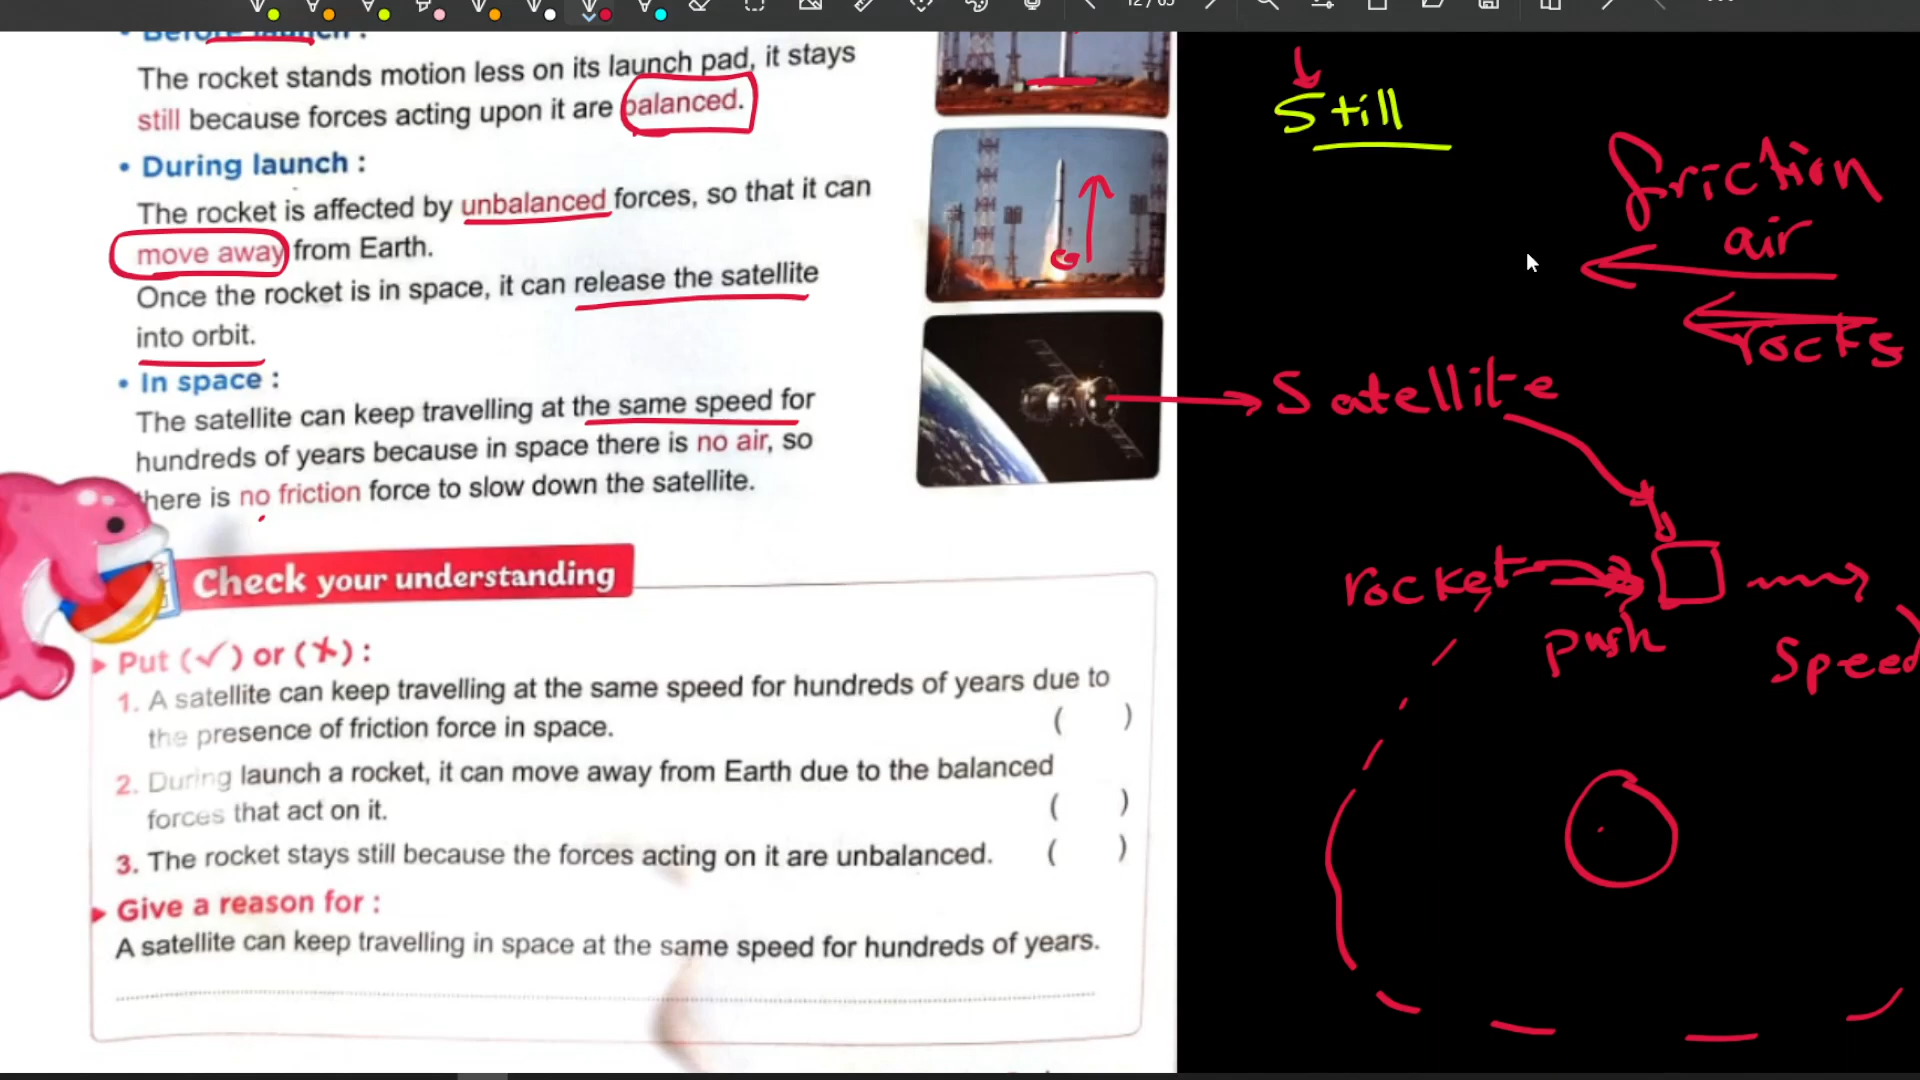 12 / 65
Before launch :
The rocket stands motion less on its launch pad, it stays
still because forces acting upon it are balanced.
• During launch :
The rocket is affected by unbalanced forces, so that it can
move away from Earth.
Once the rocket is in space, it can release the satellite
into orbit.
• In space :
The satellite can keep travelling at the same speed for
hundreds of years because in space there is no air, so
there is no friction force to slow down the satellite.
Check your understanding
Put (✓) or (✗) :
1. A satellite can keep travelling at the same speed for hundreds of years due to
the presence of friction force in space. ( )
2. During launch a rocket, it can move away from Earth due to the balanced
forces that act on it. ( )
3. The rocket stays still because the forces acting on it are unbalanced. ( )
Give a reason for :
A satellite can keep travelling in space at the same speed for hundreds of years.
Still
friction
air
rocks
Satellite
rocket
push
Speed